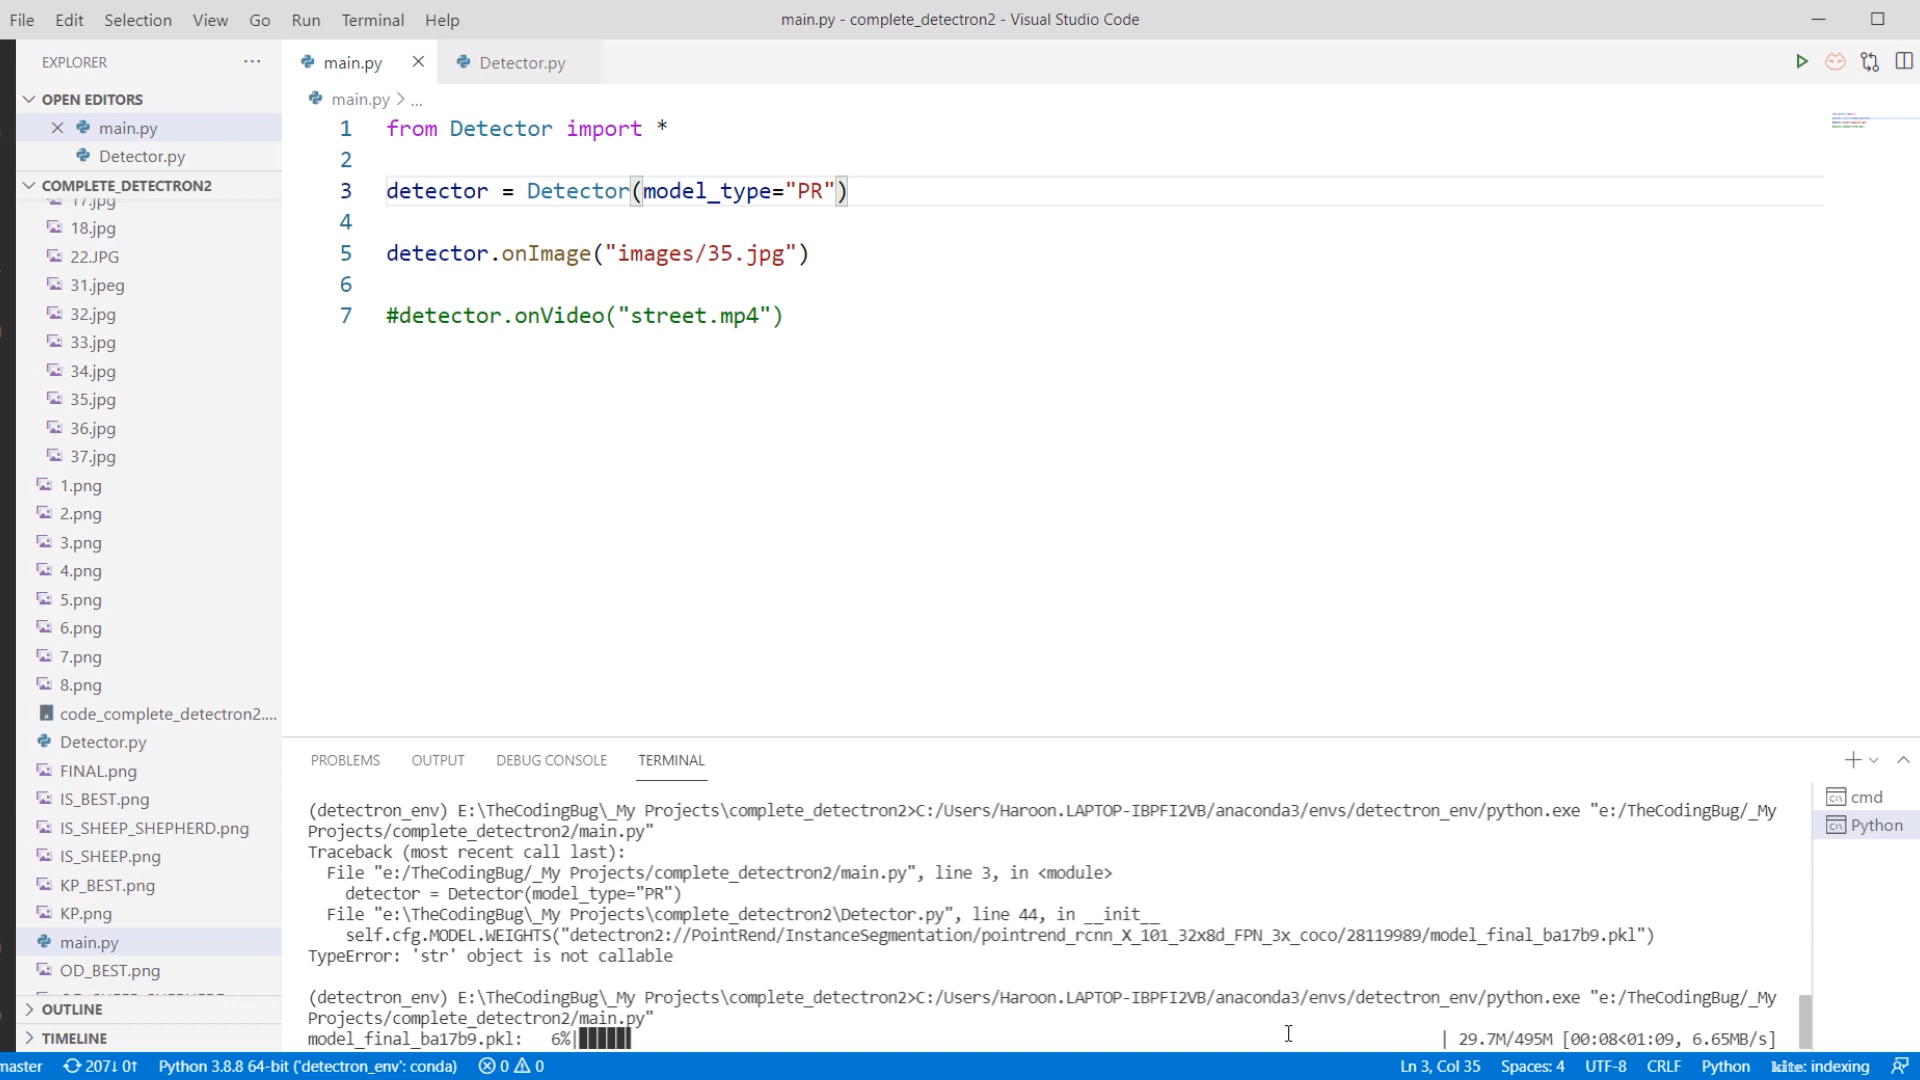 File Edit Selection View Go Run Terminal Help
main.py - complete_detectron2 - Visual Studio Code
EXPLORER
OPEN EDITORS
main.py
Detector.py
COMPLETE_DETECTRON2
17.jpg
18.jpg
22.JPG
31.jpeg
32.jpg
33.jpg
34.jpg
35.jpg
36.jpg
37.jpg
1.png
2.png
3.png
4.png
5.png
6.png
7.png
8.png
code_complete_detectron2....
Detector.py
FINAL.png
IS_BEST.png
IS_SHEEP_SHEPHERD.png
IS_SHEEP.png
KP_BEST.png
KP.png
main.py
OD_BEST.png
OUTLINE
TIMELINE
main.py Detector.py
main.py > ...
1 from Detector import *
2
3 detector = Detector(model_type="PR")
4
5 detector.onImage("images/35.jpg")
6
7 #detector.onVideo("street.mp4")
PROBLEMS OUTPUT DEBUG CONSOLE TERMINAL
(detectron_env) E:\TheCodingBug\_My Projects\complete_detectron2>C:/Users/Haroon.LAPTOP-IBPFI2VB/anaconda3/envs/detectron_env/python.exe "e:/TheCodingBug/_My
Projects/complete_detectron2/main.py"
Traceback (most recent call last):
File "e:/TheCodingBug/_My Projects/complete_detectron2/main.py", line 3, in <module>
detector = Detector(model_type="PR")
File "e:\TheCodingBug\_My Projects\complete_detectron2\Detector.py", line 44, in __init__
self.cfg.MODEL.WEIGHTS("detectron2://PointRend/InstanceSegmentation/pointrend_rcnn_X_101_32x8d_FPN_3x_coco/28119989/model_final_ba17b9.pkl")
TypeError: 'str' object is not callable
(detectron_env) E:\TheCodingBug\_My Projects\complete_detectron2>C:/Users/Haroon.LAPTOP-IBPFI2VB/anaconda3/envs/detectron_env/python.exe "e:/TheCodingBug/_My
Projects/complete_detectron2/main.py"
model_final_ba17b9.pkl: 6%| | 29.7M/495M [00:08<01:09, 6.65MB/s]
cmd
Python
master 207↓ 0↑ Python 3.8.8 64-bit ('detectron_env': conda) 0 0 Ln 3, Col 35 Spaces: 4 UTF-8 CRLF Python kite: indexing